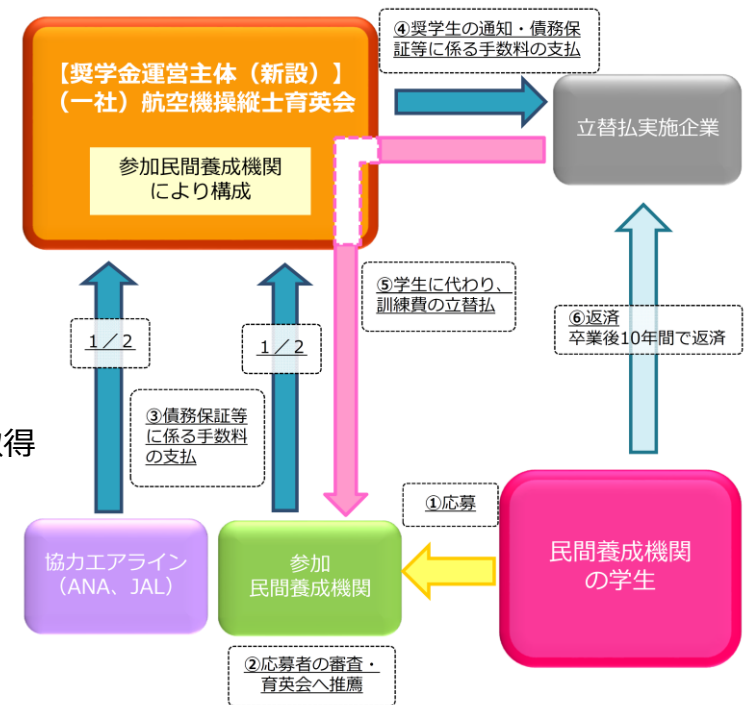 ④奨学生の通知・債務保
証等に係る手数料の支払
【奨学金運営主体（新設）】
（一社）航空機操縦士育英会
参加民間養成機関
により構成
立替払実施企業
⑤学生に代わり、
訓練費の立替払
⑥返済
卒業後10年間で返済
１／２
１／２
③債務保証等
に係る手数料
の支払
得
①応募
協力エアライン
（ANA、JAL）
参加
民間養成機関
民間養成機関
の学生
②応募者の審査・
育英会へ推薦